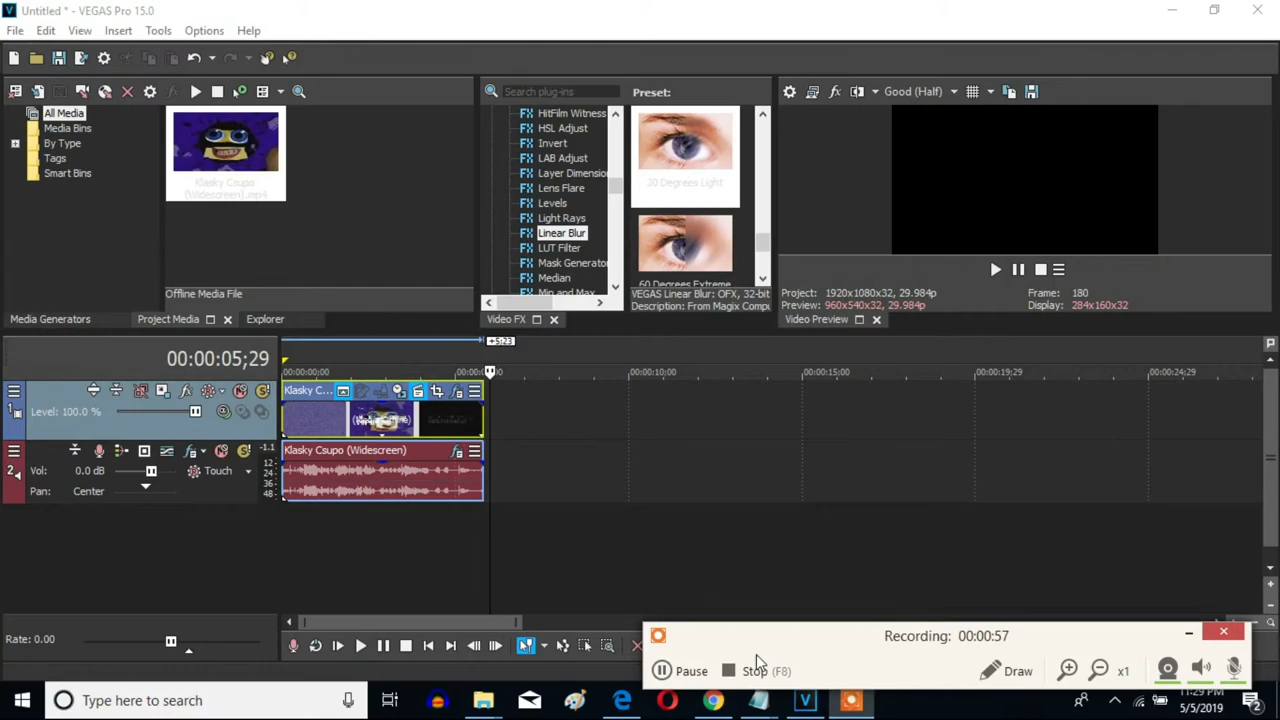 Untitled * - VEGAS Pro 15.0
File Edit View Insert Tools Options Help
All Media
Media Bins
By Type
Tags
Smart Bins
Klasky Csupo
(Widescreen).mp4
Offline Media File
Media Generators Project Media Explorer
Search plug-ins
HitFilm Witness
HSL Adjust
Invert
LAB Adjust
Layer Dimensio
Lens Flare
Levels
Light Rays
Linear Blur
LUT Filter
Mask Generator
Median
Min and Max
Preset:
30 Degrees Light
60 Degrees Extreme
VEGAS Linear Blur: OFX, 32-bit
Description: From Magix Compu
Video FX
Good (Half)
Project: 1920x1080x32, 29.984p
Preview: 960x540x32, 29.984p
Frame: 180
Display: 284x160x32
Video Preview
00:00:05;29
+5;23
00:00:00;00 00:00:10;00 00:00:15;00 00:00:19;29 00:00:24;29
1
Level: 100.0 %
Klasky C...
2
Vol: 0.0 dB Touch
Pan: Center
-1.1
12
24
36
48
Klasky Csupo (Widescreen)
Rate: 0.00
Recording: 00:00:57
Pause Stop (F8) Draw x1
Type here to search
11:29 PM
5/5/2019
2